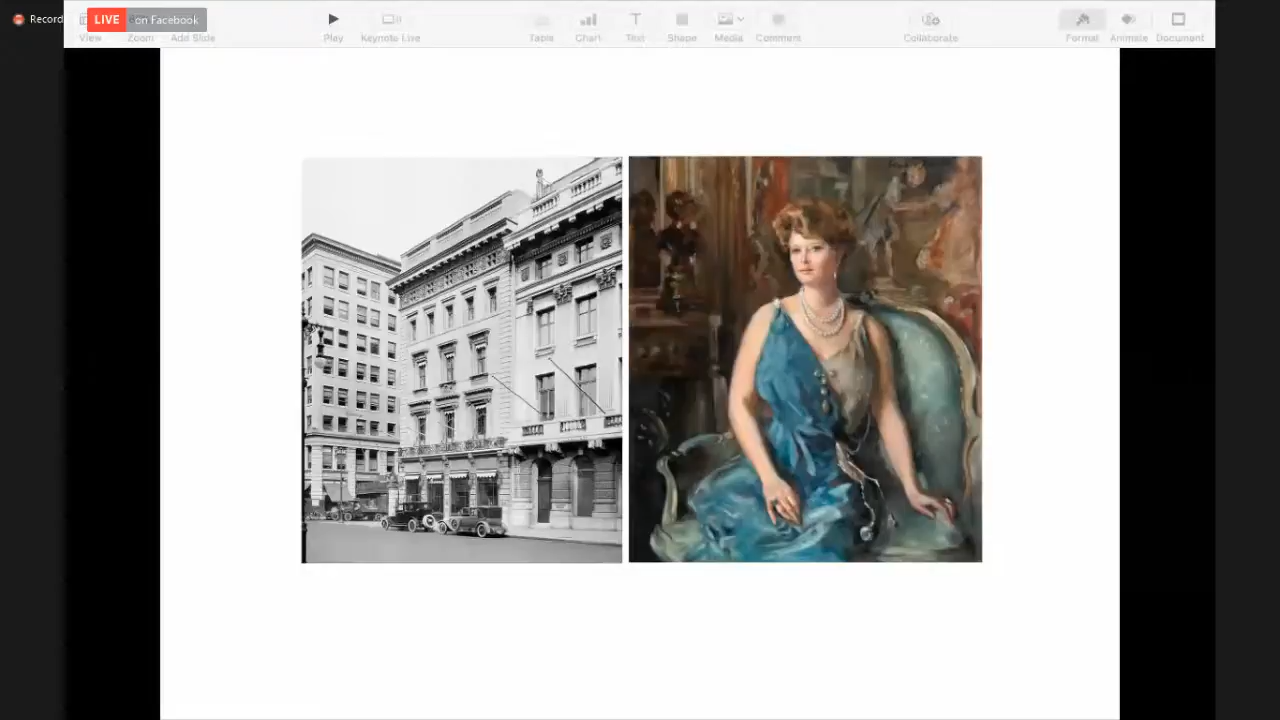 Record
LIVE on Facebook
View Zoom Add Slide Play Keynote Live Table Chart Text Shape Media Comment Collaborate Format Animate Document